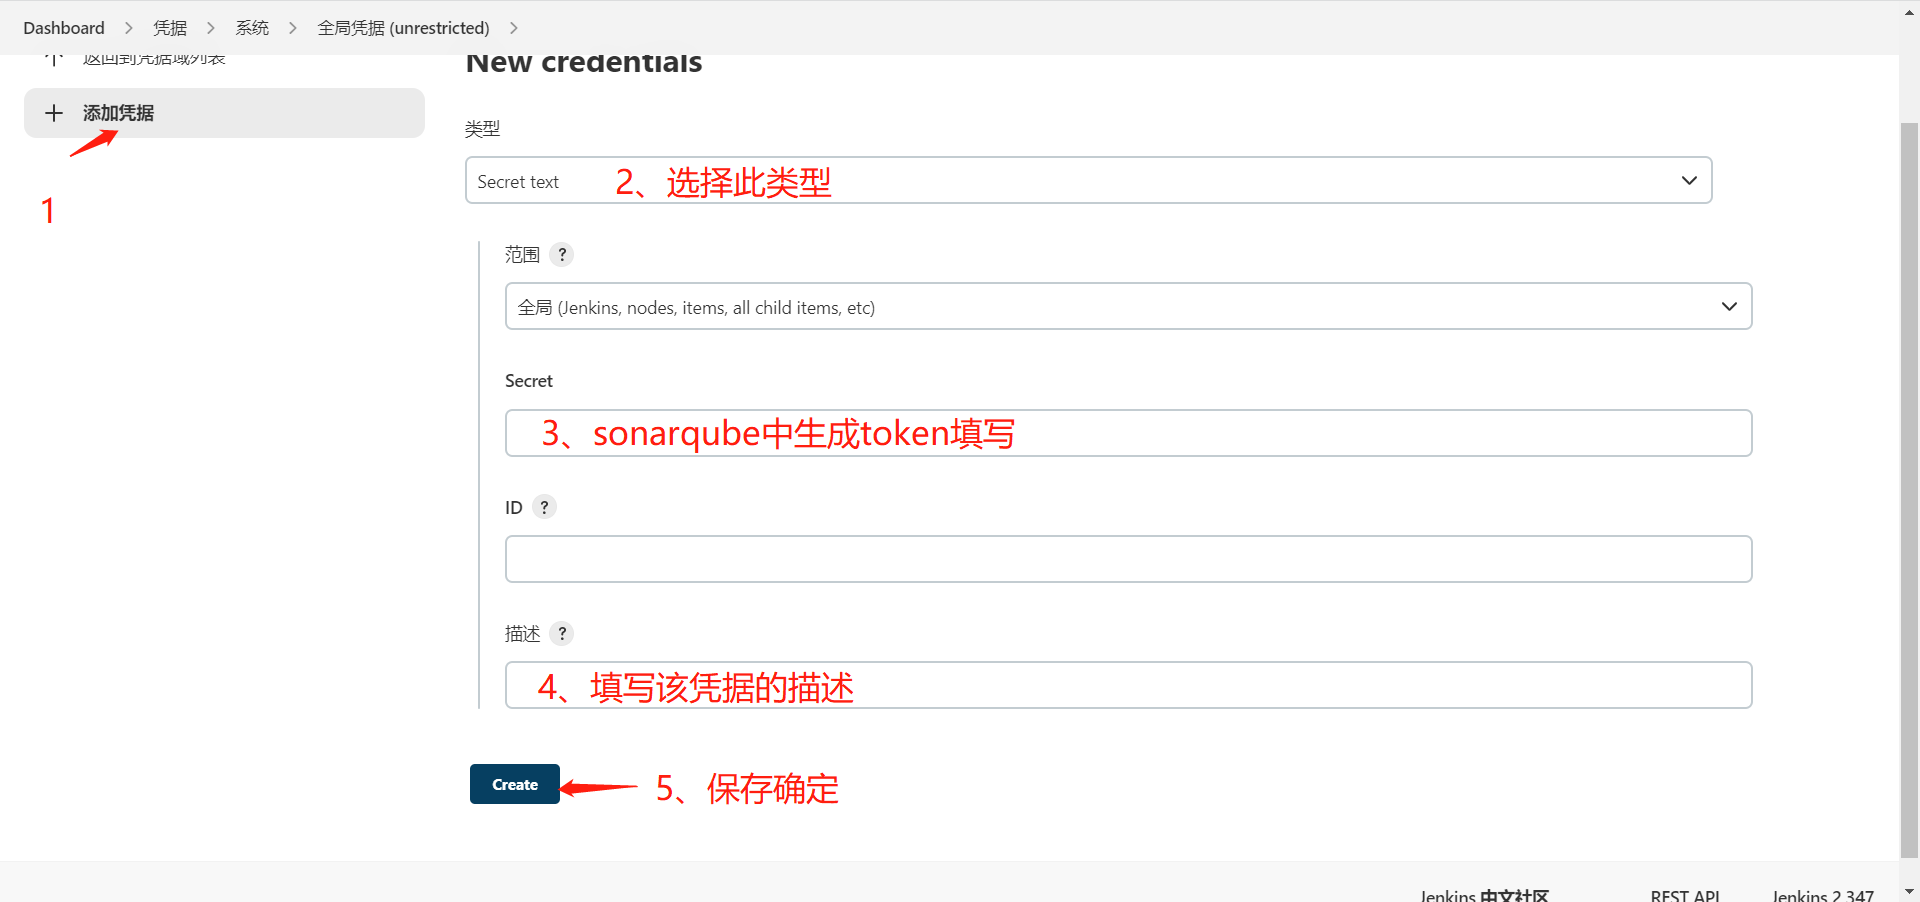 Dashboard > 凭据 > 系统 > 全局凭据 (unrestricted) >
返回到凭据域列表
New credentials
添加凭据
1
类型
Secret text
2、选择此类型
范围 ?
全局 (Jenkins, nodes, items, all child items, etc)
Secret
3、sonarqube中生成token填写
ID ?
描述 ?
4、填写该凭据的描述
Create
5、保存确定
Jenkins 中文社区
REST API
Jenkins 2.347